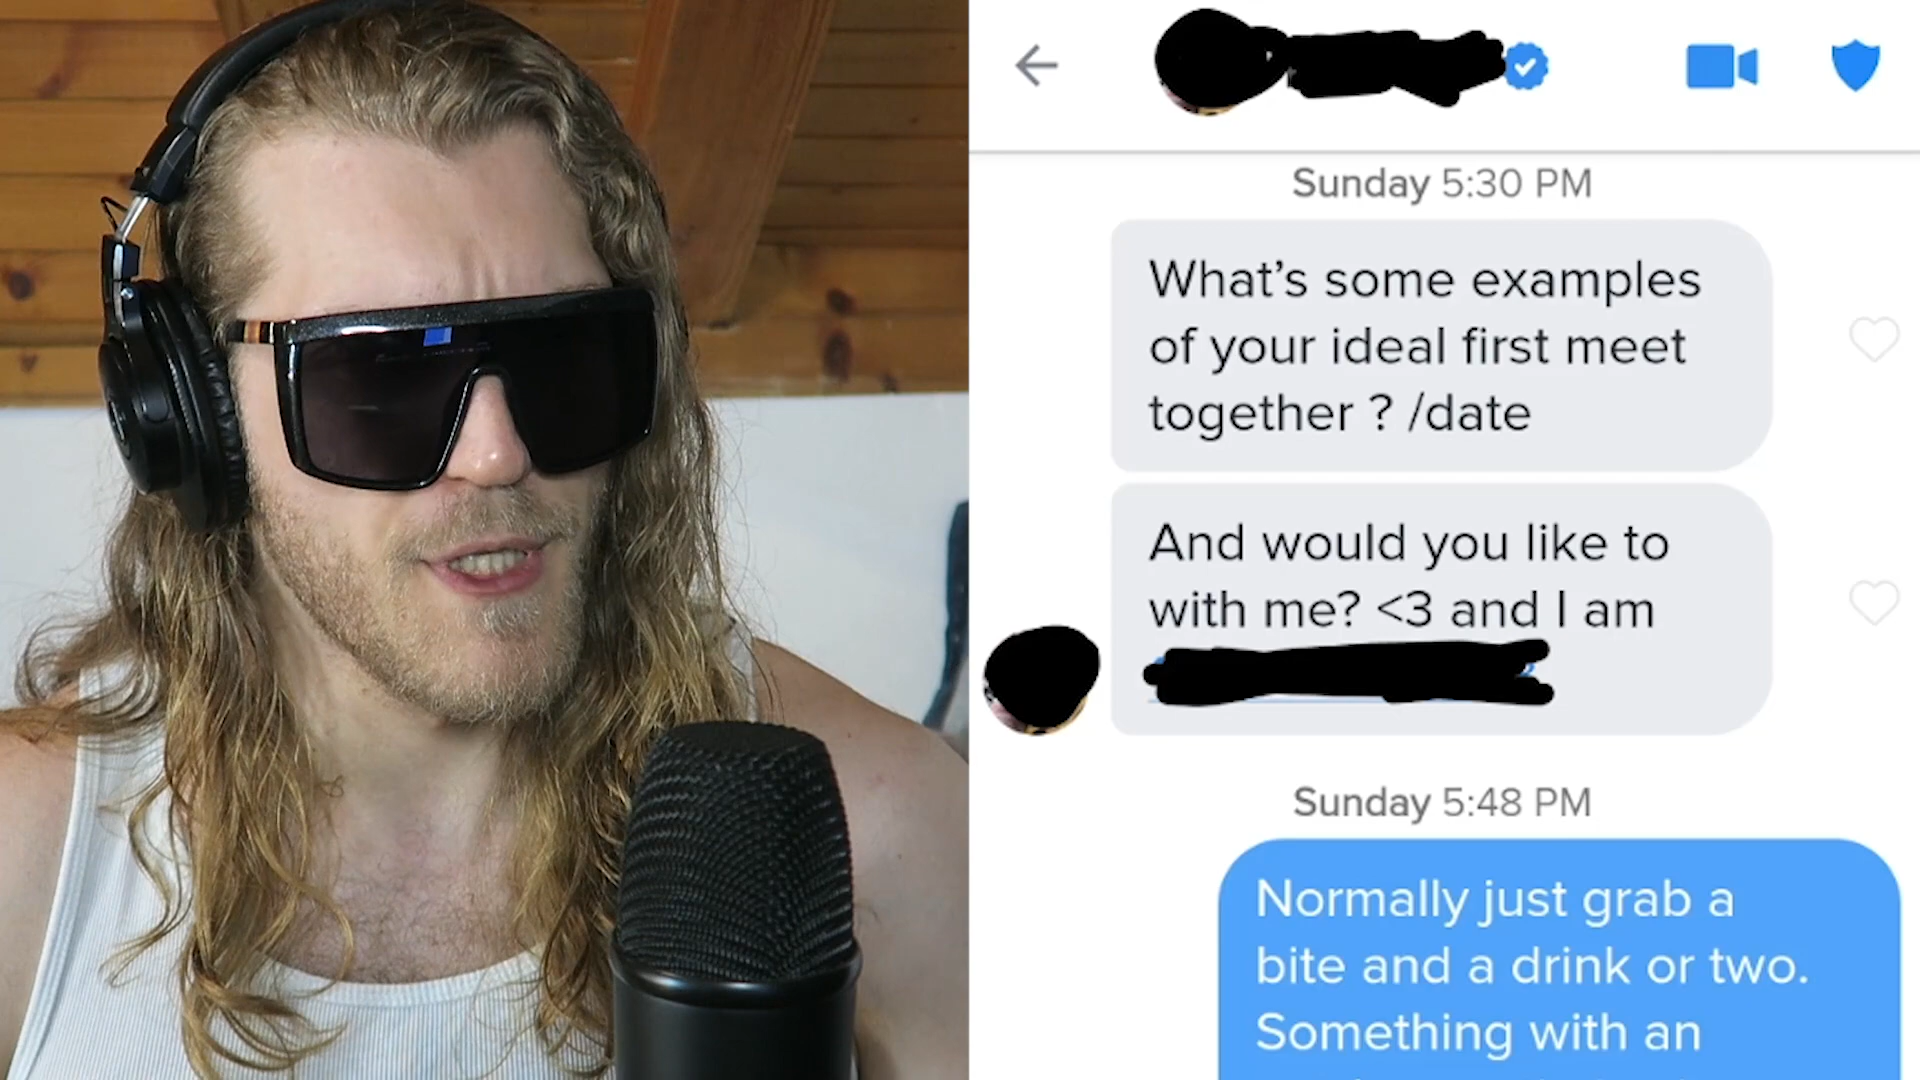 Sunday 5:30 PM
What's some examples
of your ideal first meet
together ? /date
And would you like to
with me? <3 and I am
Sunday 5:48 PM
Normally just grab a
bite and a drink or two.
Something with an